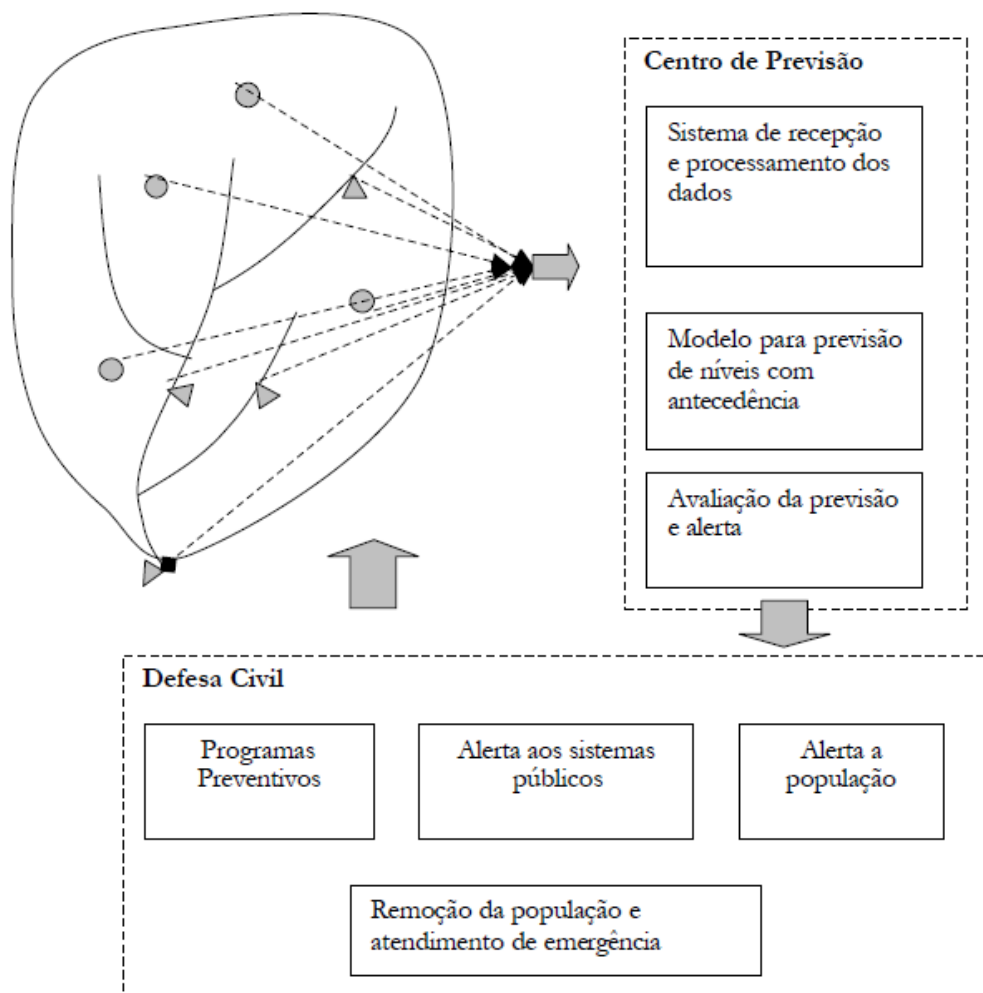 Centro de Previsão
Sistema de recepção
e processamento dos
dados
Modelo para previsão
de níveis com
antecedência
Avaliação da previsão
e alerta
Defesa Civil
Programas
Preventivos
Alerta aos sistemas
públicos
Alerta a
população
Remoção da população e
atendimento de emergência